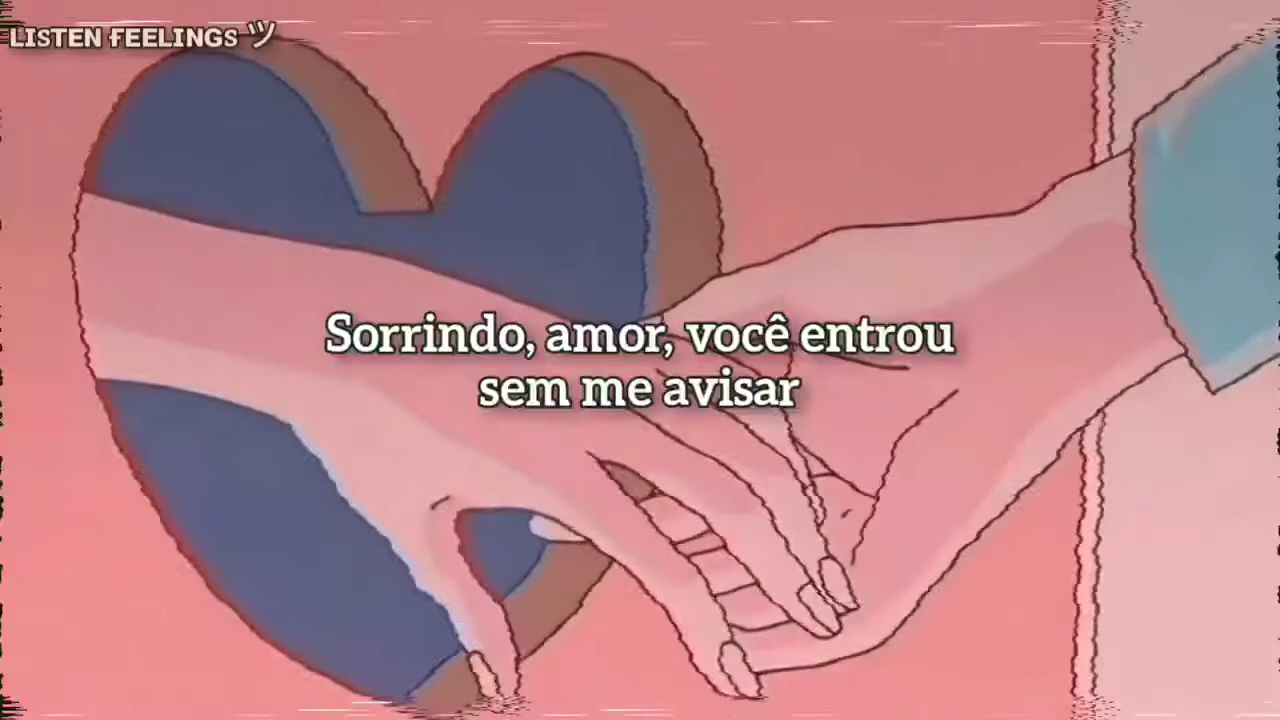 LISTEN FEELINGS ツ
Sorrindo, amor, você entrou
sem me avisar